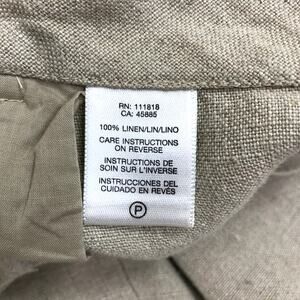 RN: 111818
CA: 45885
100% LINEN/LIN/LINO
CARE INSTRUCTIONS
ON REVERSE
INSTRUCTIONS DE
SOIN SUR L'INVERSE
INSTRUCCIONES DEL
CUIDADO EN REVÉS
P